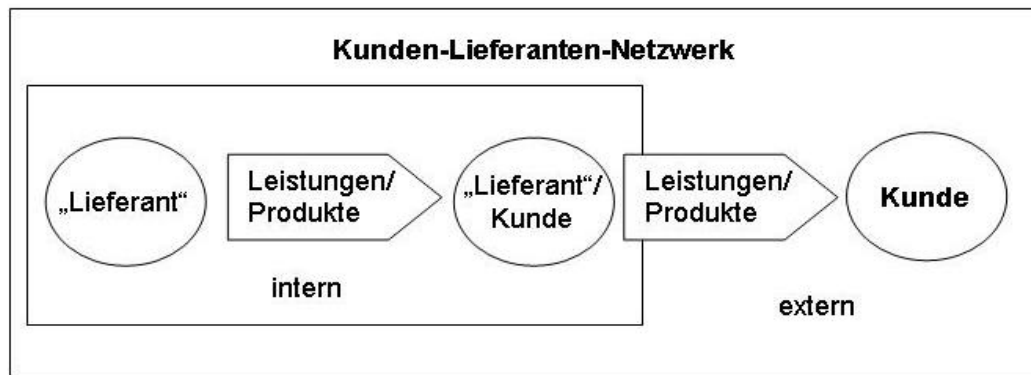 Kunden-Lieferanten-Netzwerk
„Lieferant“
Leistungen/
Produkte
„Lieferant“/
Kunde
Leistungen/
Produkte
Kunde
intern
extern